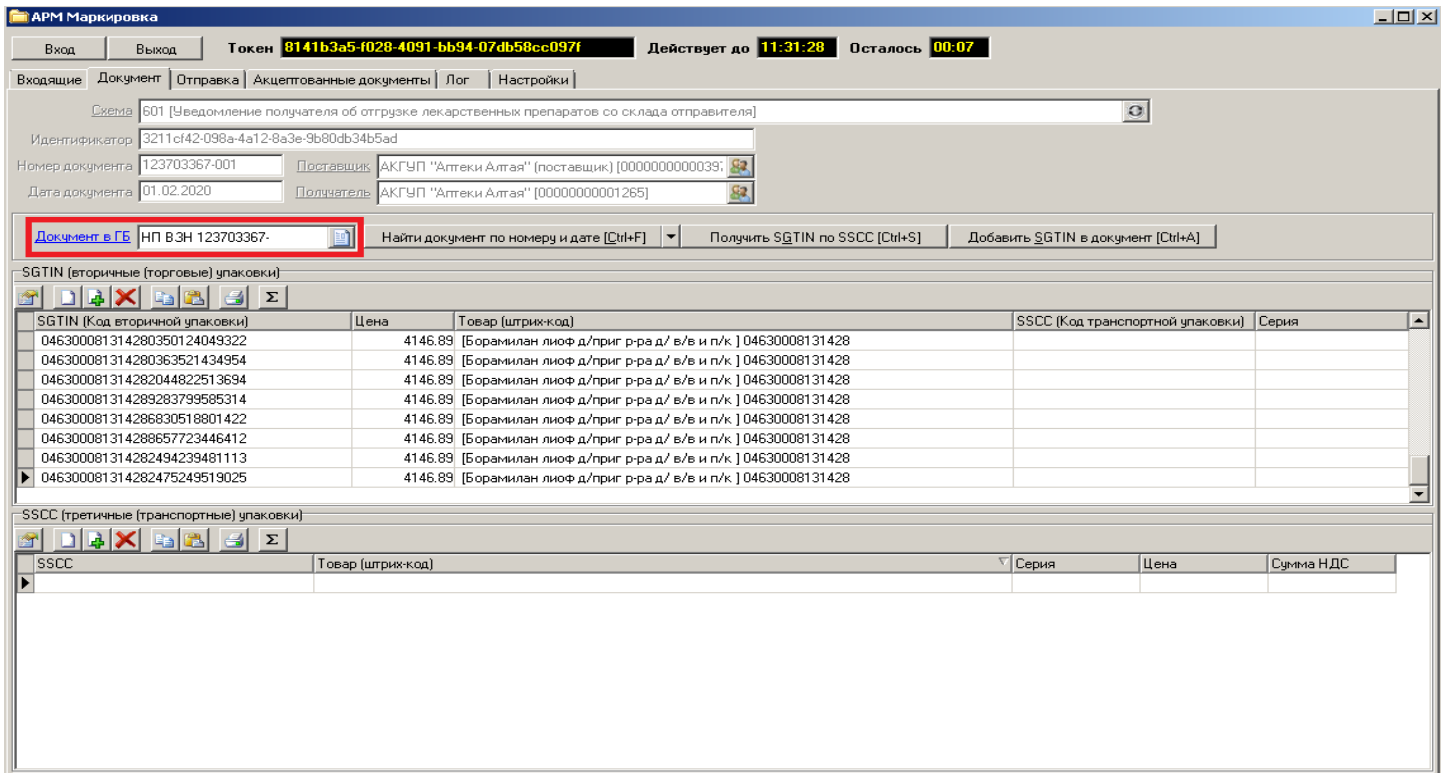 АРМ Маркировка
Вход Выход Токен 8141b3a5-f028-4091-bb94-07db58cc097f Действует до 11:31:28 Осталось 00:07
Входящие Документ Отправка Акцептованные документы Лог Настройки
Схема 601 [Уведомление получателя об отгрузке лекарственных препаратов со склада отправителя]
Идентификатор 3211cf42-098a-4a12-8a3e-9b80db34b5ad
Номер документа 123703367-001 Поставщик АКГУП "Аптеки Алтая" (поставщик) [0000000000039;
Дата документа 01.02.2020 Получатель АКГУП "Аптеки Алтая" [00000000001265]
Документ в ГБ НП ВЗН 123703367- Найти документ по номеру и дате [Ctrl+F] Получить SGTIN по SSCC [Ctrl+S] Добавить SGTIN в документ [Ctrl+A]
SGTIN (вторичные (торговые) упаковки)
Σ
SGTIN (Код вторичной упаковки) Цена Товар (штрих-код) SSCC (Код транспортной упаковки) Серия
046300081314280350124049322 4146.89 [Борамилан лиоф д/приг р-ра д/ в/в и п/к ] 04630008131428
046300081314280363521434954 4146.89 [Борамилан лиоф д/приг р-ра д/ в/в и п/к ] 04630008131428
046300081314282044822513694 4146.89 [Борамилан лиоф д/приг р-ра д/ в/в и п/к ] 04630008131428
046300081314289283799585314 4146.89 [Борамилан лиоф д/приг р-ра д/ в/в и п/к ] 04630008131428
046300081314286830518801422 4146.89 [Борамилан лиоф д/приг р-ра д/ в/в и п/к ] 04630008131428
046300081314288657723446412 4146.89 [Борамилан лиоф д/приг р-ра д/ в/в и п/к ] 04630008131428
046300081314282494239481113 4146.89 [Борамилан лиоф д/приг р-ра д/ в/в и п/к ] 04630008131428
046300081314282475249519025 4146.89 [Борамилан лиоф д/приг р-ра д/ в/в и п/к ] 04630008131428
SSCC (третичные (транспортные) упаковки)
Σ
SSCC Товар (штрих-код) Серия Цена Сумма НДС